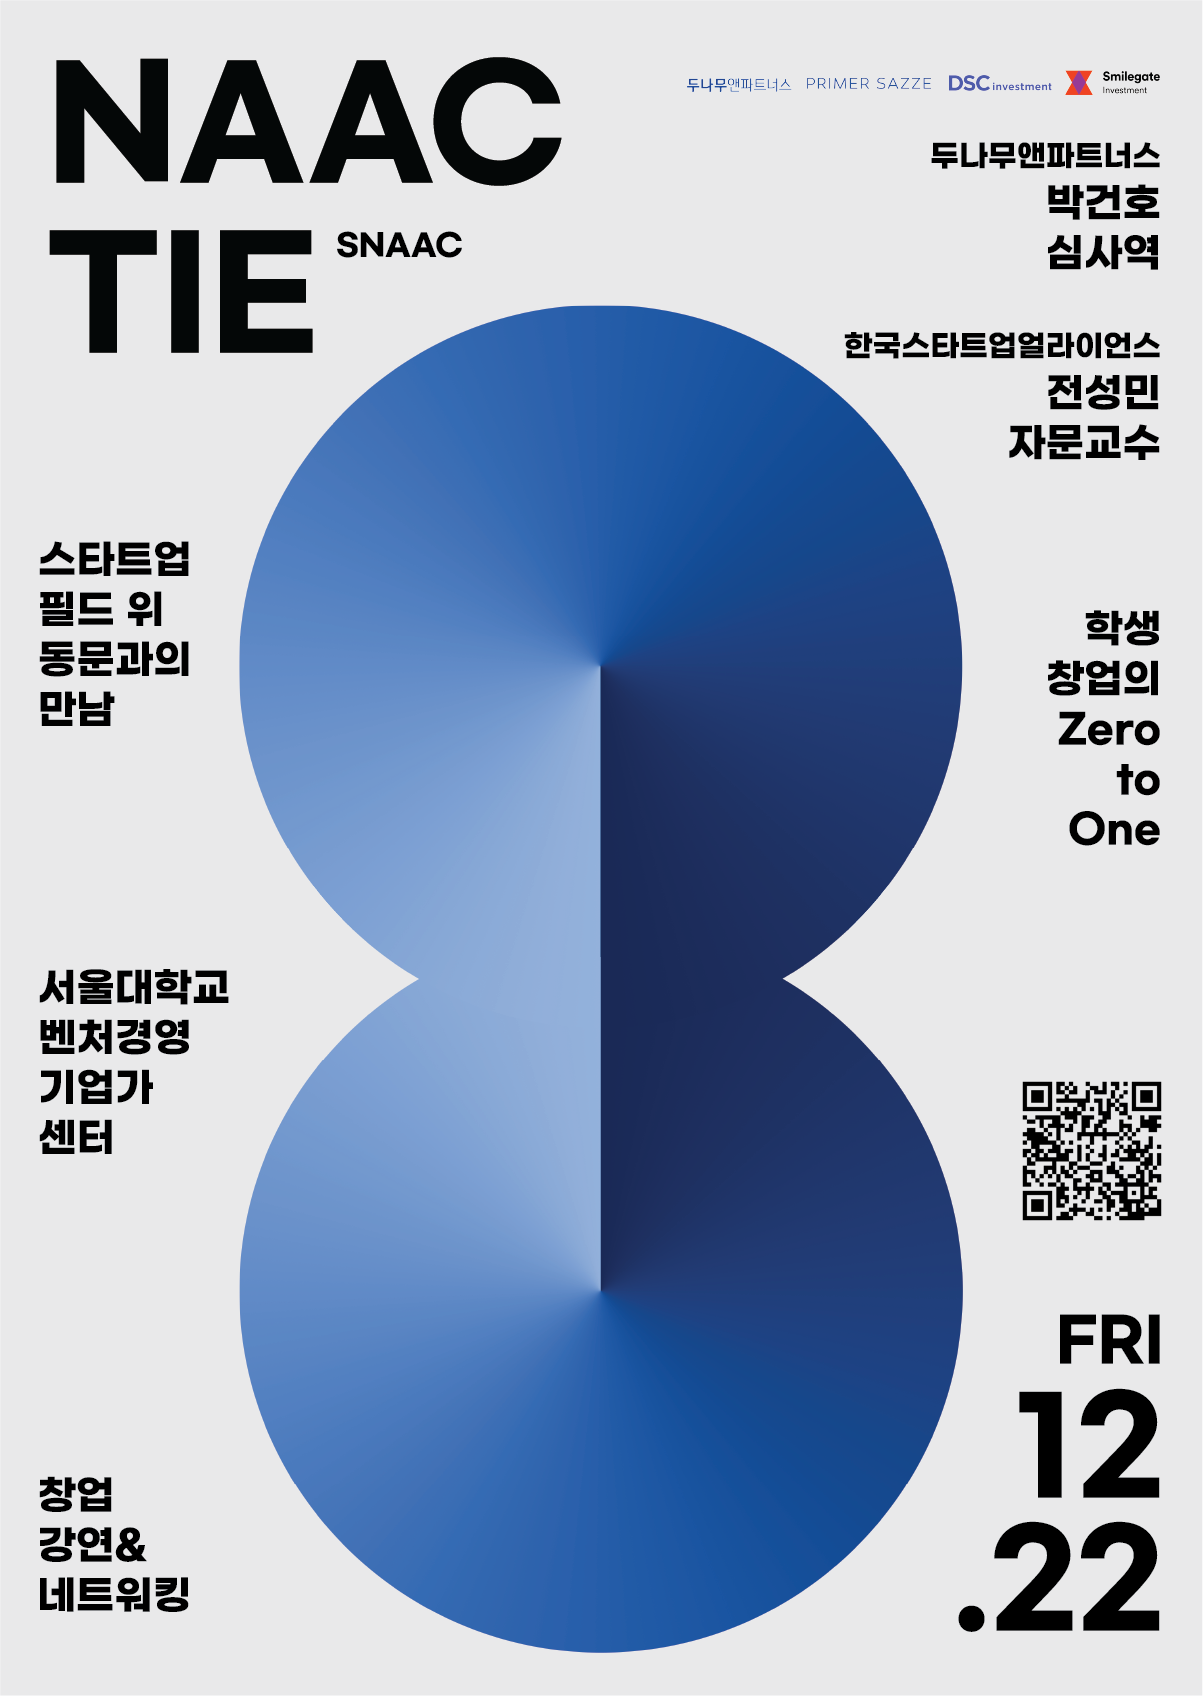 NAAC
TIE SNAAC
두나무앤파트너스 PRIMER SAZZE DSC investment Smilegate Investment
두나무앤파트너스
박건호
심사역
한국스타트업얼라이언스
전성민
자문교수
스타트업
필드 위
동문과의
만남
학생
창업의
Zero
to
One
서울대학교
벤처경영
기업가
센터
창업
강연&
네트워킹
FRI
12
.22